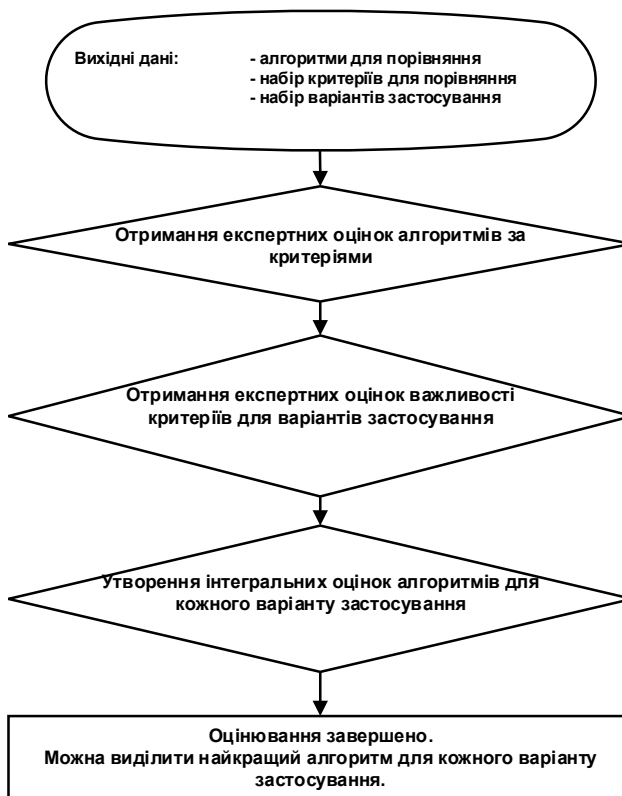 Вихідні дані: - алгоритми для порівняння
- набір критеріїв для порівняння
- набір варіантів застосування
Отримання експертних оцінок алгоритмів за
критеріями
Отримання експертних оцінок важливості
критеріїв для варіантів застосування
Утворення інтегральних оцінок алгоритмів для
кожного варіанту застосування
Оцінювання завершено.
Можна виділити найкращий алгоритм для кожного варіанту
застосування.